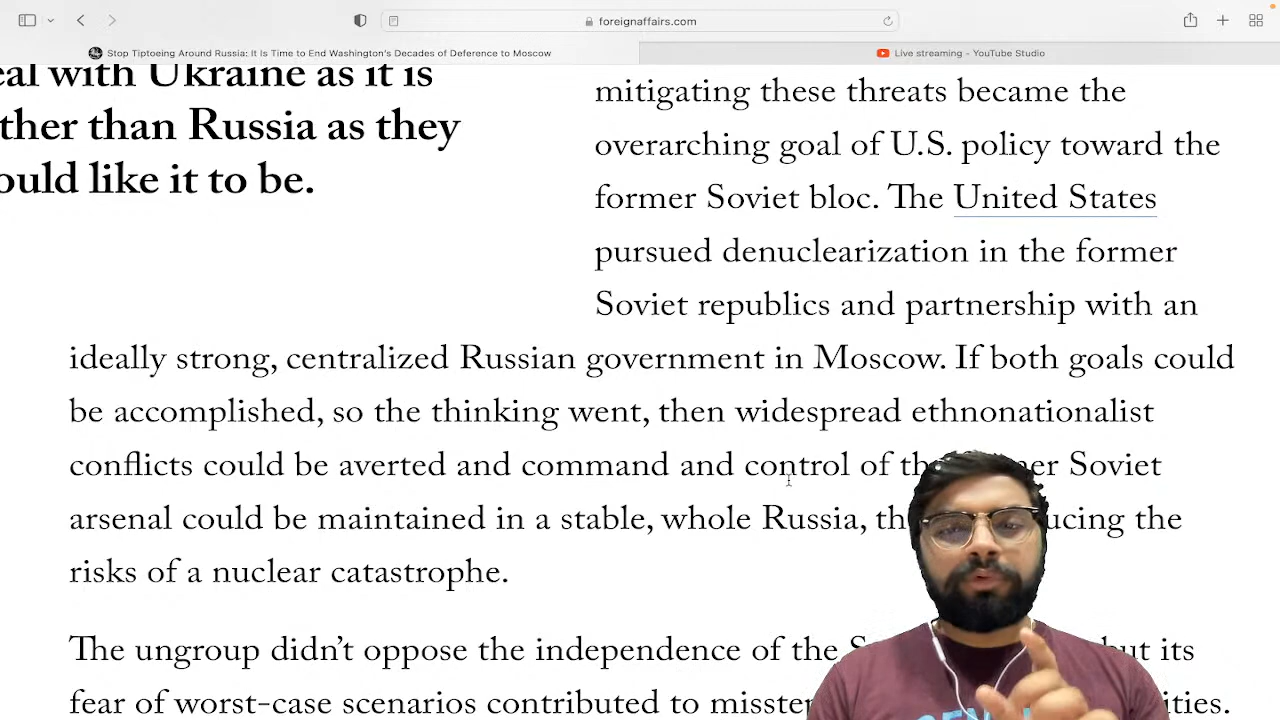 foreignaffairs.com
Stop Tiptoeing Around Russia: It Is Time to End Washington's Decades of Deference to Moscow
Live streaming - YouTube Studio
eal with Ukraine as it is
ther than Russia as they
ould like it to be.
mitigating these threats became the
overarching goal of U.S. policy toward the
former Soviet bloc. The United States
pursued denuclearization in the former
Soviet republics and partnership with an
ideally strong, centralized Russian government in Moscow. If both goals could
be accomplished, so the thinking went, then widespread ethnonationalist
conflicts could be averted and command and control of Soviet
arsenal could be maintained in a stable, whole Russia, the
risks of a nuclear catastrophe.
The ungroup didn't oppose the independence of the but its
fear of worst-case scenarios contributed to